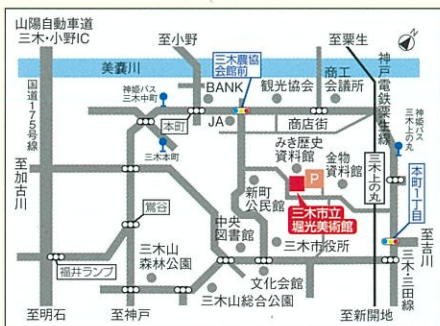 山陽自動車道
三木・小野IC
至小野
至粟生
美嚢川
三木農協
会館前
神姫バス
三木中町
BANK
観光協会
商工
会議所
神戸電鉄粟生線
神姫バス
三木上の丸
国道175号線
本町
JA
商店街
三木本町
みき歴史
資料館
金物
資料館
三木上の丸
本町1丁目
至加古川
P
新町
公民館
三木市立
堀光美術館
鶯谷
中央
図書館
三木市役所
至吉川
三木山
森林公園
文化会館
三木・三田線
福井ランプ
三木山総合公園
至明石
至神戸
至新開地